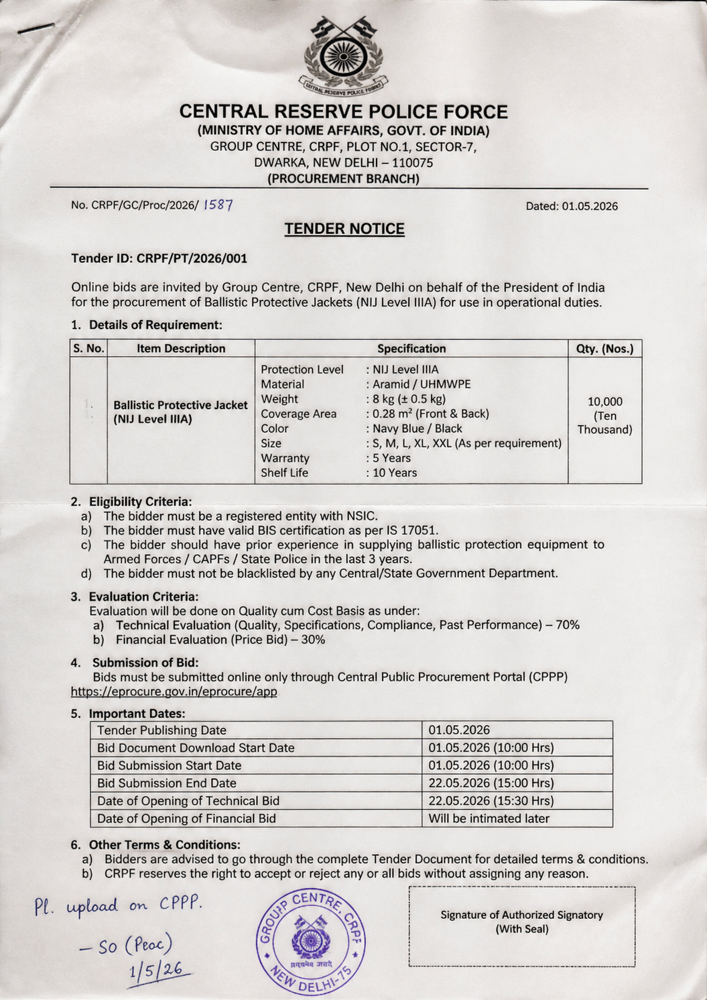 CENTRAL RESERVE POLICE FORCE
CENTRAL RESERVE POLICE FORCE
(MINISTRY OF HOME AFFAIRS, GOVT. OF INDIA)
GROUP CENTRE, CRPF, PLOT NO.1, SECTOR-7,
DWARKA, NEW DELHI – 110075
(PROCUREMENT BRANCH)
No. CRPF/GC/Proc/2026/ 1587 Dated: 01.05.2026
TENDER NOTICE
Tender ID: CRPF/PT/2026/001
Online bids are invited by Group Centre, CRPF, New Delhi on behalf of the President of India
for the procurement of Ballistic Protective Jackets (NIJ Level IIIA) for use in operational duties.
1. Details of Requirement:
S. No. Item Description Specification Qty. (Nos.)
1. Ballistic Protective Jacket
(NIJ Level IIIA)
Protection Level : NIJ Level IIIA
Material : Aramid / UHMWPE
Weight : 8 kg (± 0.5 kg)
Coverage Area : 0.28 m² (Front & Back)
Color : Navy Blue / Black
Size : S, M, L, XL, XXL (As per requirement)
Warranty : 5 Years
Shelf Life : 10 Years
10,000
(Ten
Thousand)
2. Eligibility Criteria:
a) The bidder must be a registered entity with NSIC.
b) The bidder must have valid BIS certification as per IS 17051.
c) The bidder should have prior experience in supplying ballistic protection equipment to
Armed Forces / CAPFs / State Police in the last 3 years.
d) The bidder must not be blacklisted by any Central/State Government Department.
3. Evaluation Criteria:
Evaluation will be done on Quality cum Cost Basis as under:
a) Technical Evaluation (Quality, Specifications, Compliance, Past Performance) – 70%
b) Financial Evaluation (Price Bid) – 30%
4. Submission of Bid:
Bids must be submitted online only through Central Public Procurement Portal (CPPP)
https://eprocure.gov.in/eprocure/app
5. Important Dates:
Tender Publishing Date 01.05.2026
Bid Document Download Start Date 01.05.2026 (10:00 Hrs)
Bid Submission Start Date 01.05.2026 (10:00 Hrs)
Bid Submission End Date 22.05.2026 (15:00 Hrs)
Date of Opening of Technical Bid 22.05.2026 (15:30 Hrs)
Date of Opening of Financial Bid Will be intimated later
6. Other Terms & Conditions:
a) Bidders are advised to go through the complete Tender Document for detailed terms & conditions.
b) CRPF reserves the right to accept or reject any or all bids without assigning any reason.
Pl. upload on CPPP.
– SO (Proc)
1/5/26
GROUP CENTRE, CRPF
NEW DELHI-75
Signature of Authorized Signatory
(With Seal)